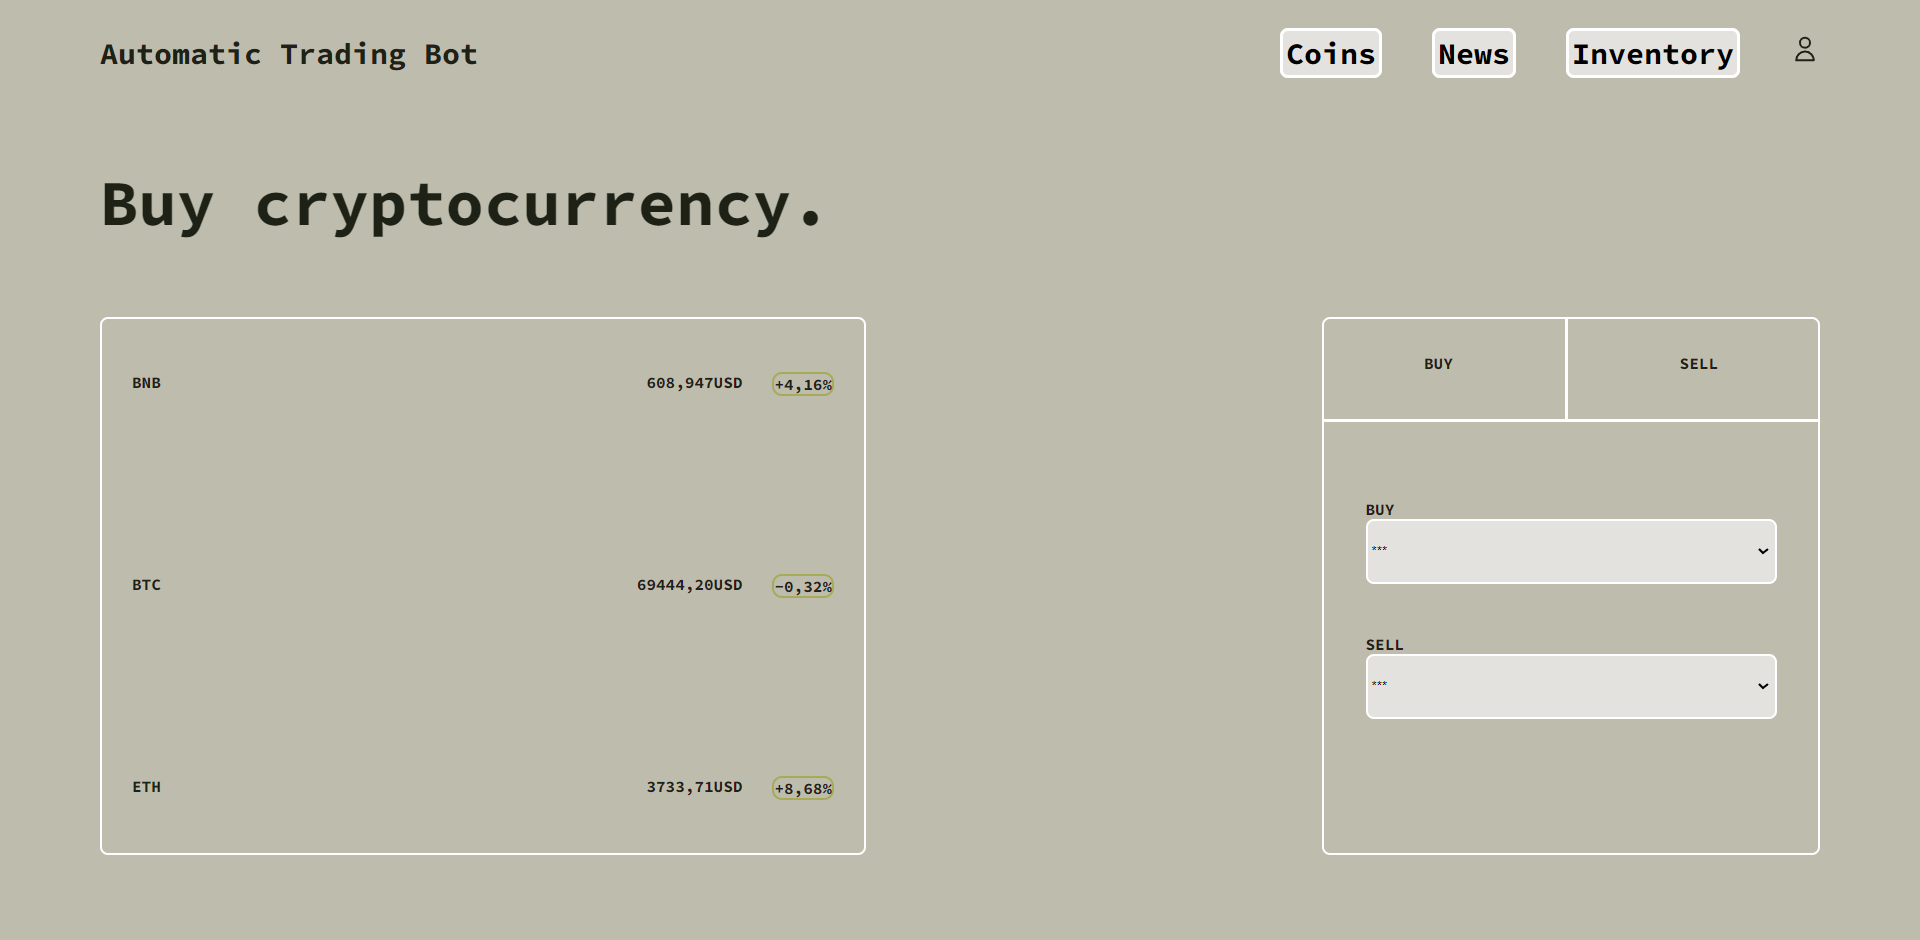 Automatic Trading Bot
Coins
News
Inventory
Buy cryptocurrency.
BNB 608,947USD +4,16%
BTC 69444,20USD −0,32%
ETH 3733,71USD +8,68%
BUY
SELL
BUY
***
SELL
***